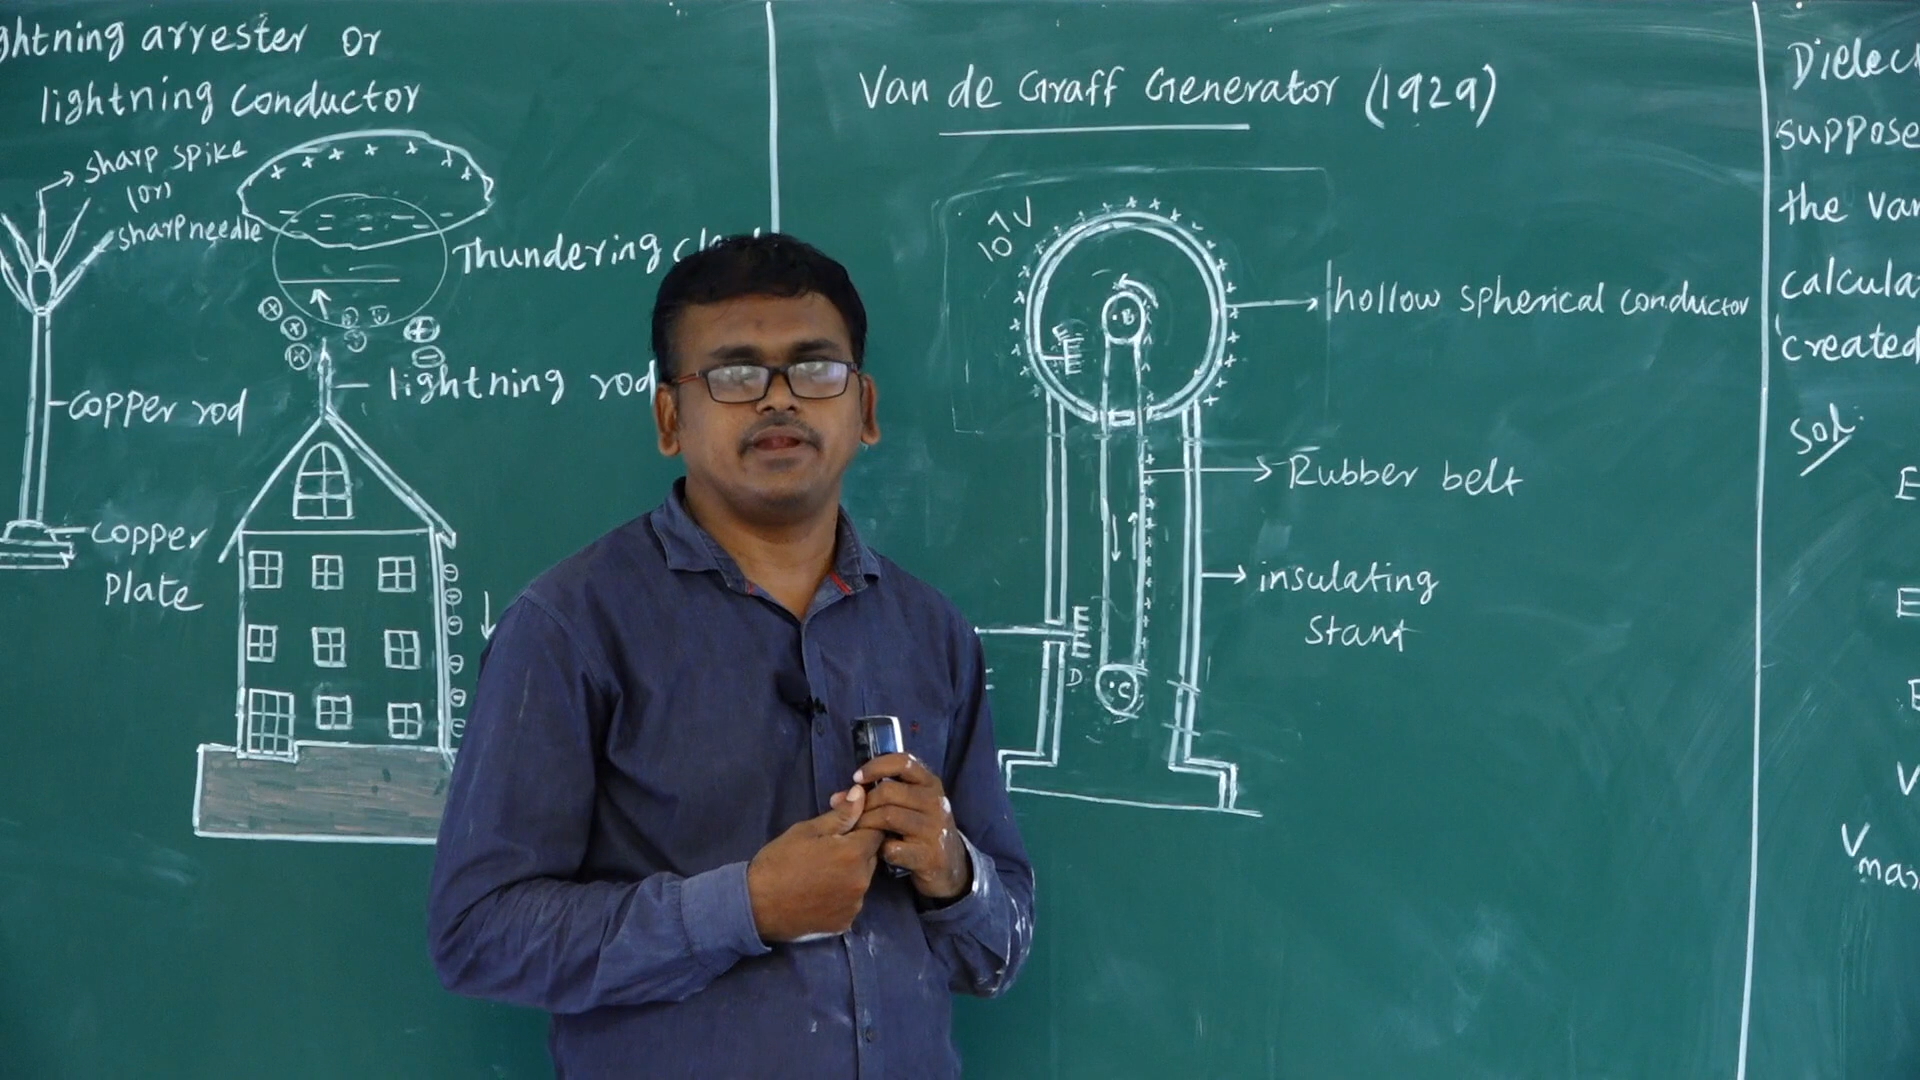 ghtning arrester or
lightning conductor
sharp spike
(or)
sharp needle
Thundering
lightning rod
copper rod
copper
Plate
Van de Graff Generator (1929)
10⁷V
B
hollow spherical conductor
Rubber belt
insulating
Stant
D
C
Dielec
suppose
the van
calcula
created
Sol.
E
E
E
V
Vmax